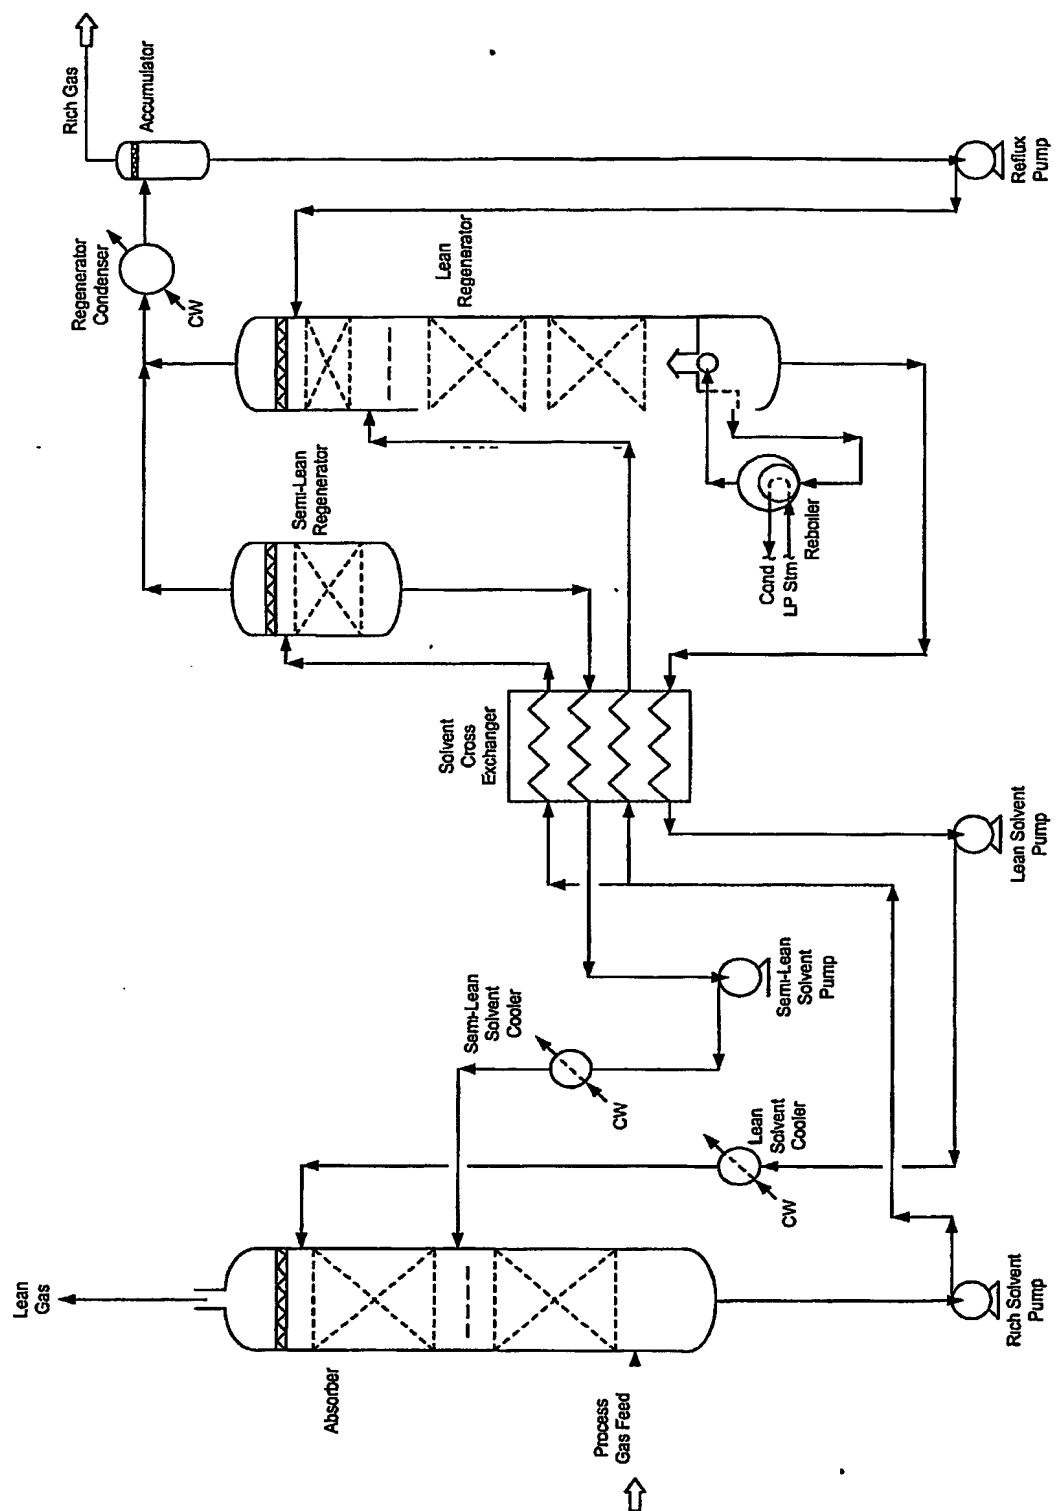 Lean
Gas
Absorber
Process
Gas Feed
Rich Solvent
Pump
Lean
Solvent
Cooler
CW
Semi-Lean
Solvent
Cooler
CW
Semi-Lean
Solvent
Pump
Lean Solvent
Pump
Solvent
Cross
Exchanger
Semi-Lean
Regenerator
Cond
LP Stm
Reboiler
Lean
Regenerator
Regenerator
Condenser
CW
Rich Gas
Accumulator
Reflux
Pump